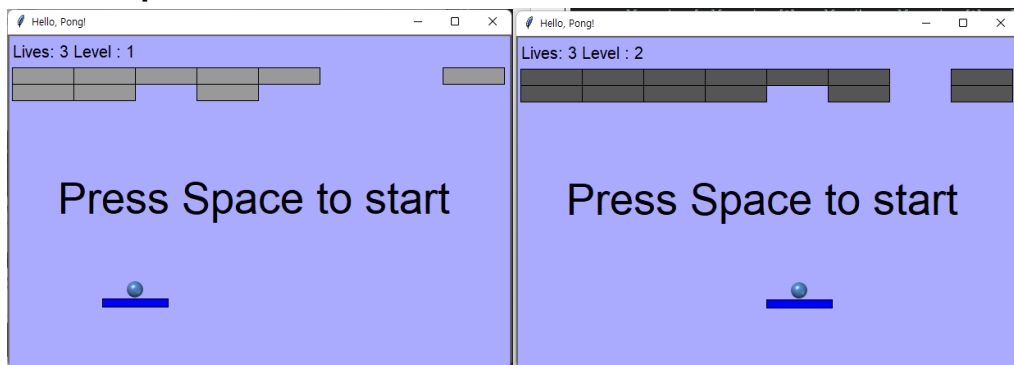 Hello, Pong!
Lives: 3 Level : 1
Press Space to start
Hello, Pong!
Lives: 3 Level : 2
Press Space to start